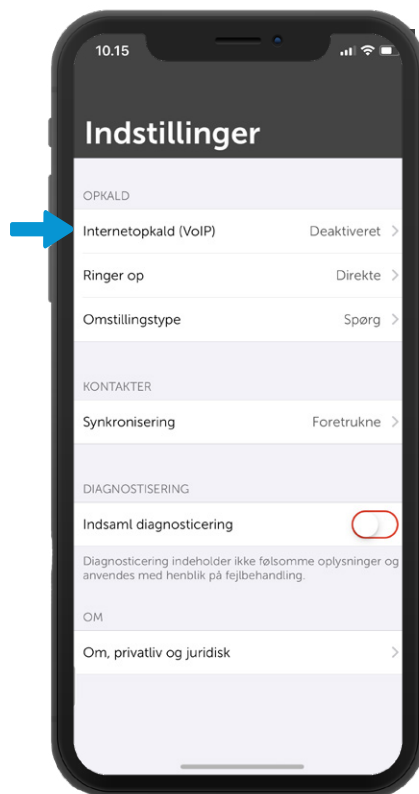 10.15
Indstillinger
OPKALD
Internetopkald (VoIP) Deaktiveret
Ringer op Direkte
Omstillingstype Spørg
KONTAKTER
Synkronisering Foretrukne
DIAGNOSTISERING
Indsaml diagnosticering
Diagnosticering indeholder ikke følsomme oplysninger og
anvendes med henblik på fejlbehandling.
OM
Om, privatliv og juridisk